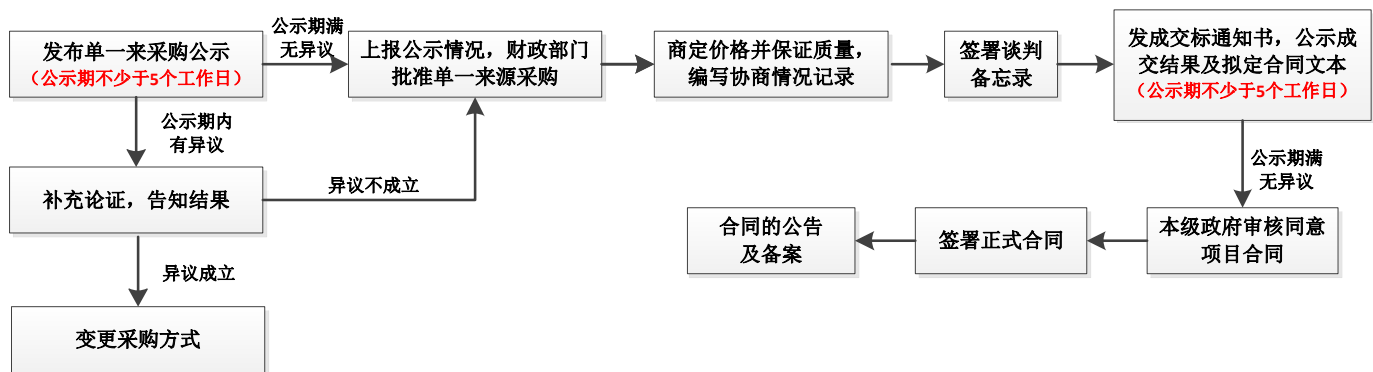 发布单一来采购公示
（公示期不少于5个工作日）
公示期满
无异议
上报公示情况，财政部门
批准单一来源采购
商定价格并保证质量，
编写协商情况记录
签署谈判
备忘录
发成交标通知书，公示成
交结果及拟定合同文本
（公示期不少于5个工作日）
公示期内
有异议
补充论证，告知结果
异议不成立
公示期满
无异议
本级政府审核同意
项目合同
签署正式合同
合同的公告
及备案
异议成立
变更采购方式